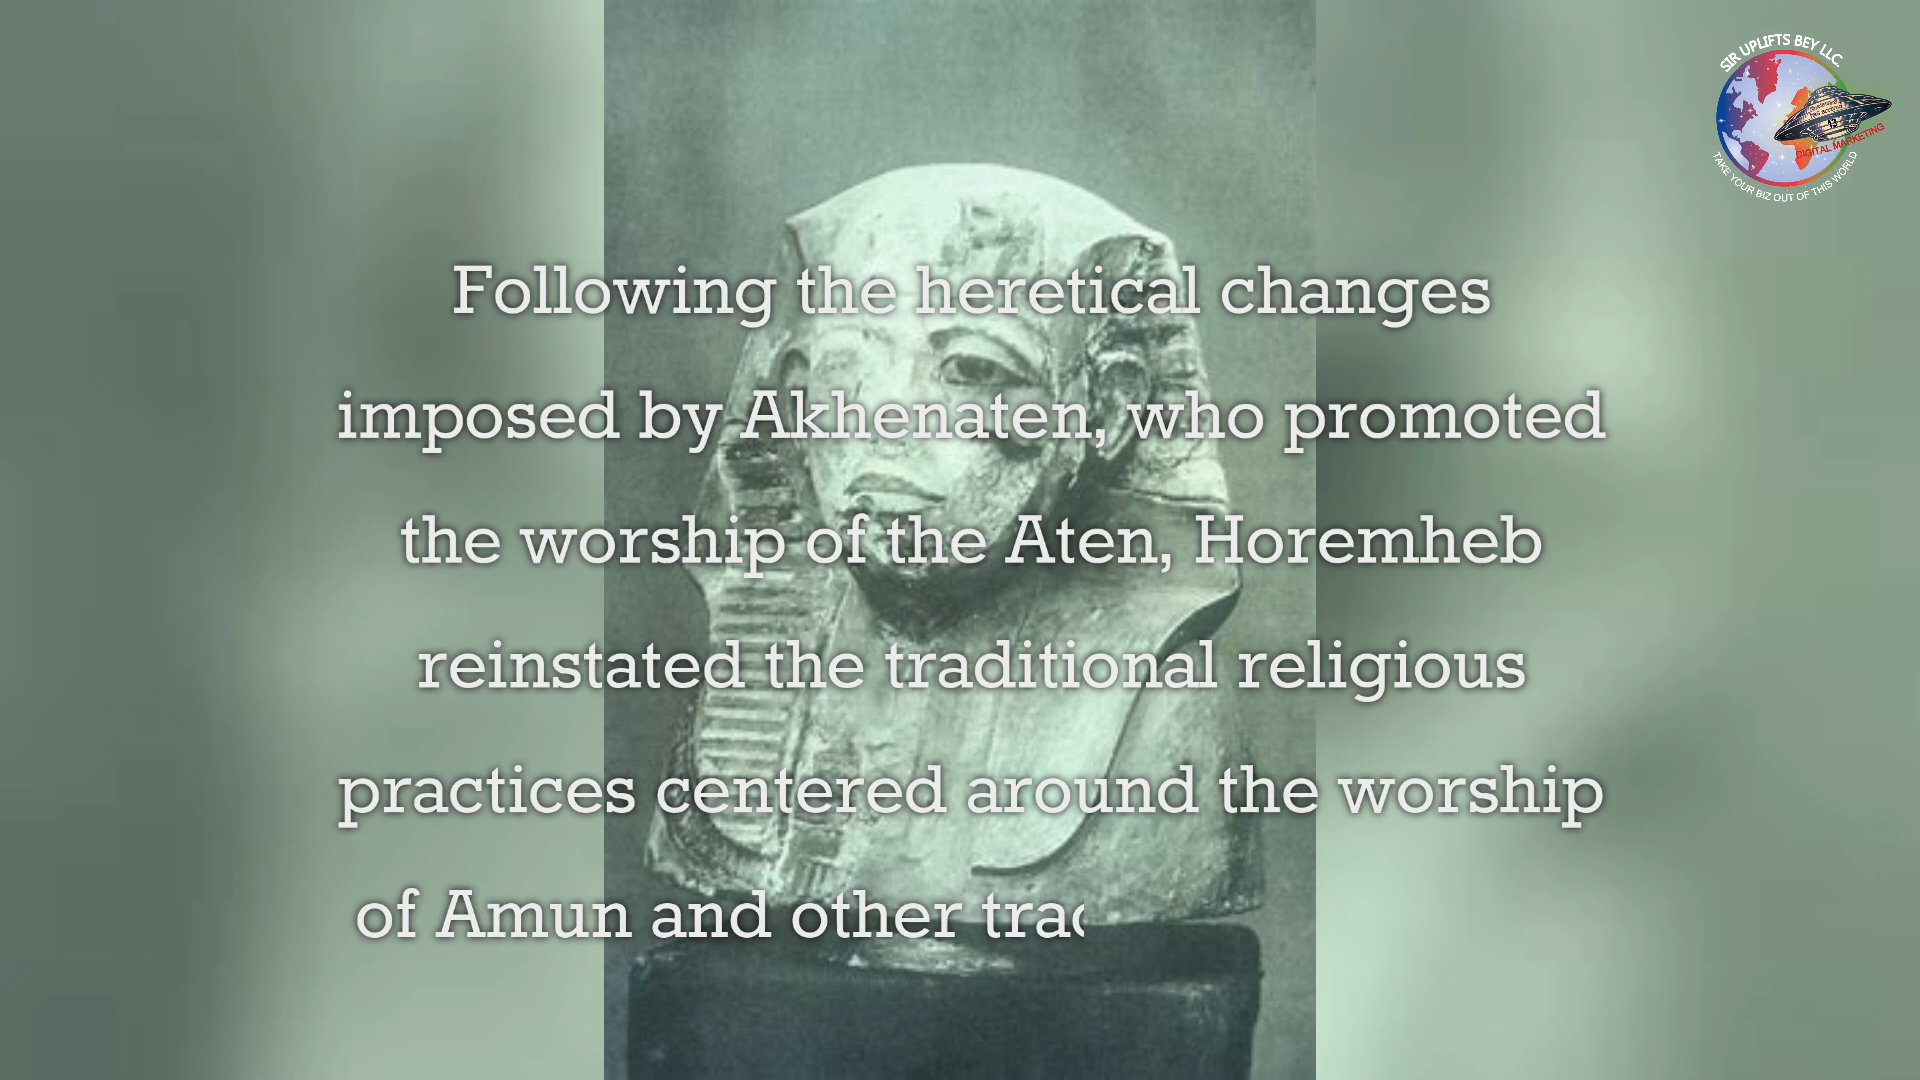 SIR UPLIFTS BEY LLC.
DIGITAL MARKETING
TAKE YOUR BIZ OUT OF THIS WORLD
Following the heretical changes
imposed by Akhenaten, who promoted
the worship of the Aten, Horemheb
reinstated the traditional religious
practices centered around the worship
of Amun and other